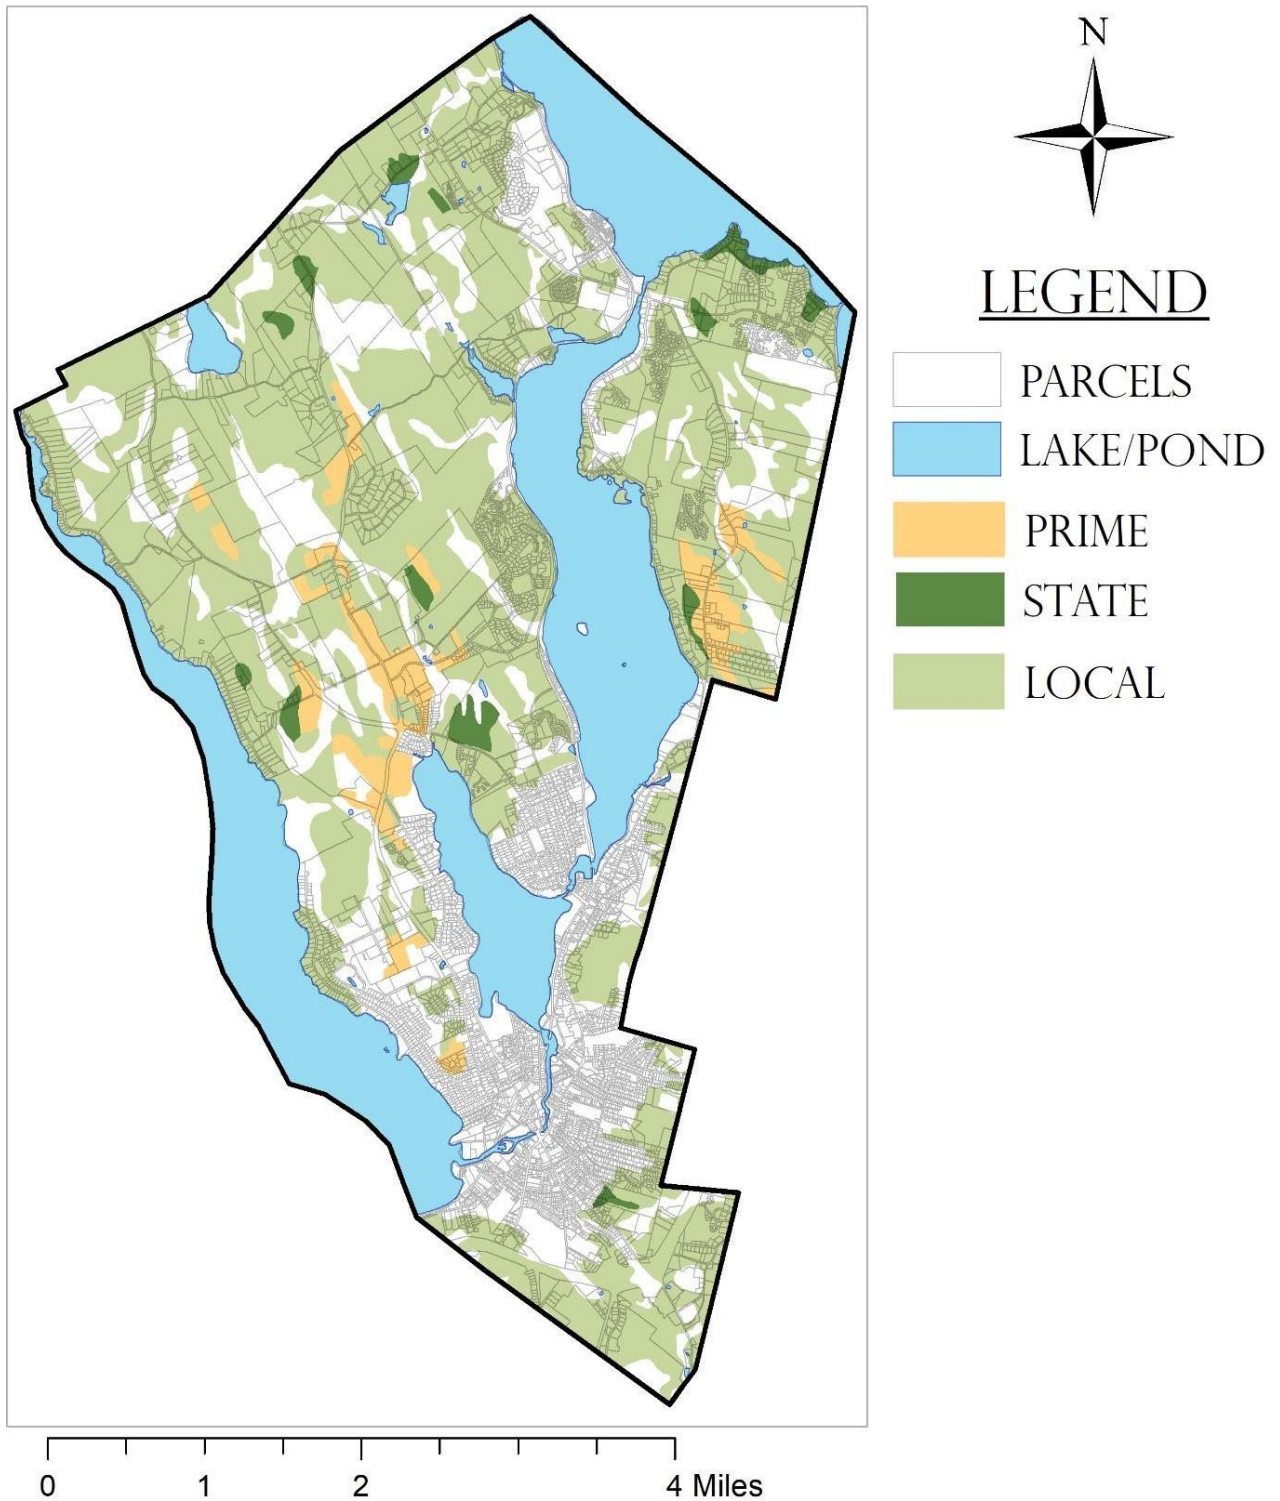 N
LEGEND
PARCELS
LAKE/POND
PRIME
STATE
LOCAL
0 1 2 4 Miles